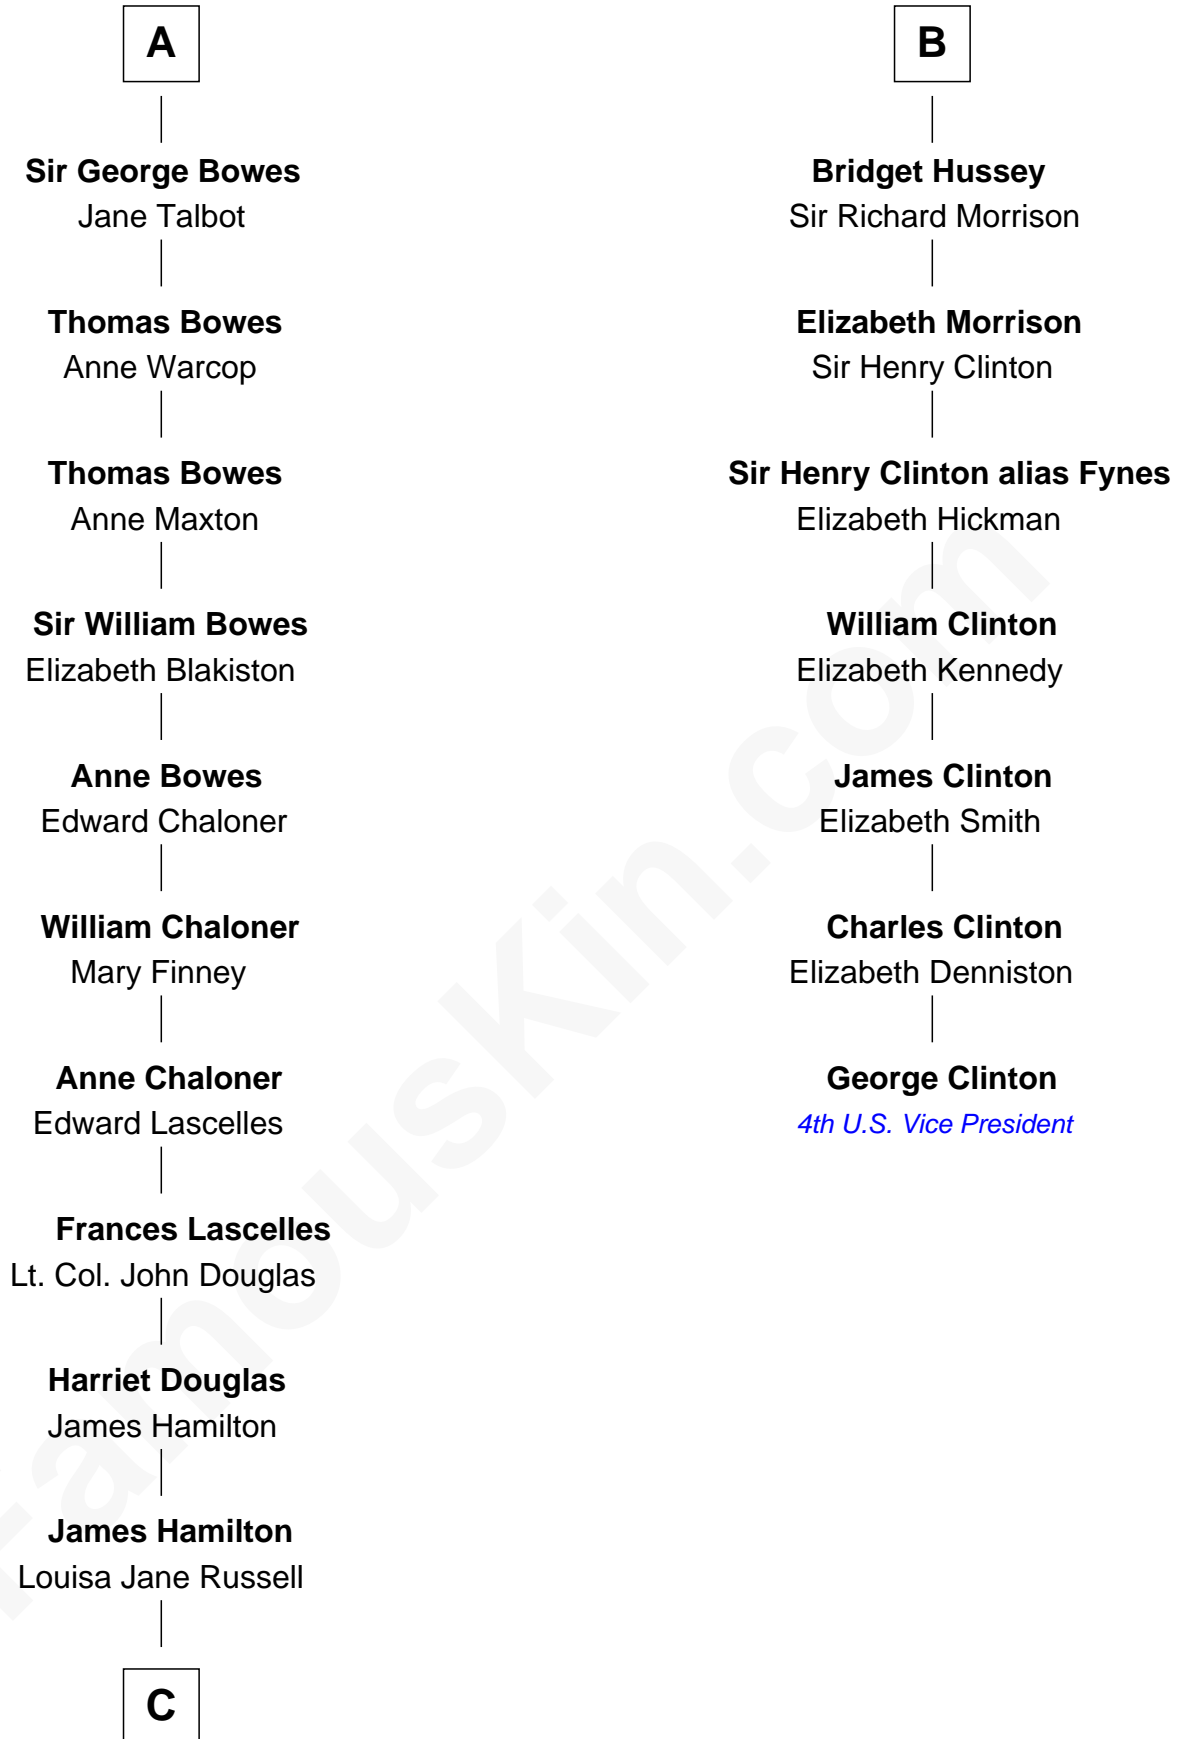 A
Sir George Bowes
Jane Talbot
Thomas Bowes
Anne Warcop
Thomas Bowes
Anne Maxton
Sir William Bowes
Elizabeth Blakiston
Anne Bowes
Edward Chaloner
William Chaloner
Mary Finney
Anne Chaloner
Edward Lascelles
Frances Lascelles
Lt. Col. John Douglas
Harriet Douglas
James Hamilton
James Hamilton
Louisa Jane Russell
C
B
Bridget Hussey
Sir Richard Morrison
Elizabeth Morrison
Sir Henry Clinton
Sir Henry Clinton alias Fynes
Elizabeth Hickman
William Clinton
Elizabeth Kennedy
James Clinton
Elizabeth Smith
Charles Clinton
Elizabeth Denniston
George Clinton
4th U.S. Vice President
FamousKin.com